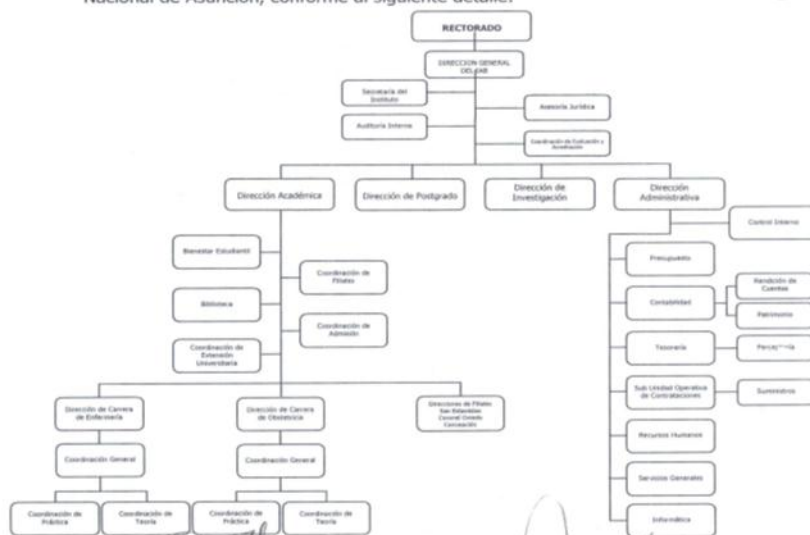 Nacional de Asunción, conforme al siguiente detalle:
RECTORADO
DIRECCION GENERAL
DEL IAB
Secretaría del
Instituto
Asesoría Jurídica
Auditoría Interna
Coordinación de Evaluación y
Acreditación
Dirección Académica
Dirección de Postgrado
Dirección de
Investigación
Dirección
Administrativa
Control Interno
Bienestar Estudiantil
Presupuesto
Coordinación de
Filiales
Rendición de
Cuentas
Biblioteca
Contabilidad
Patrimonio
Coordinación de
Admisión
Coordinación de
Extensión
Universitaria
Tesorería
Sub Unidad Operativa
de Contrataciones
Suministros
Dirección de Carrera
de Enfermería
Dirección de Carrera
de Obstetricia
Direcciones de Filiales
San Estanislao
Coronel Oviedo
Concepción
Recursos Humanos
Coordinación General
Coordinación General
Servicios Generales
Coordinación de
Práctica
Coordinación de
Teoría
Coordinación de
Práctica
Coordinación de
Teoría
Informática